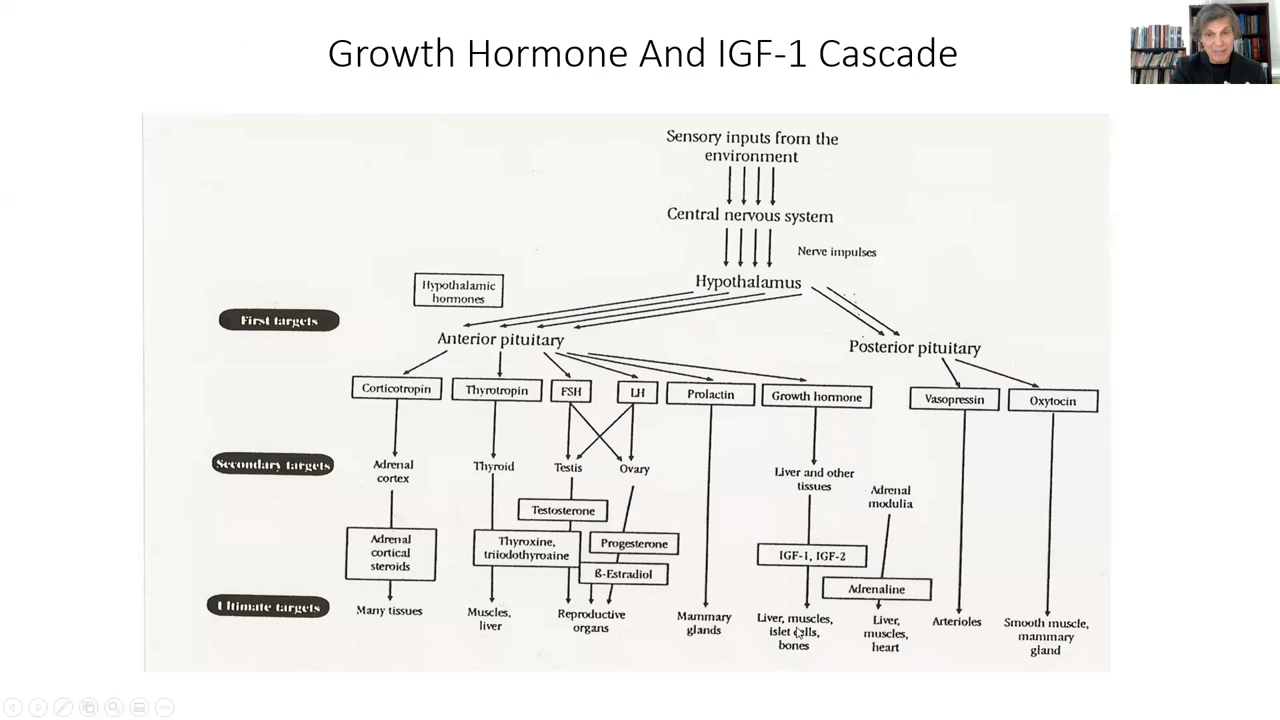 Growth Hormone And IGF-1 Cascade
Sensory inputs from the
environment
Central nervous system
Nerve impulses
Hypothalamus
Hypothalamic
hormones
First targets
Anterior pituitary
Posterior pituitary
Corticotropin
Thyrotropin
FSH
LH
Prolactin
Growth hormone
Vasopressin
Oxytocin
Secondary targets
Adrenal
cortex
Thyroid
Testis
Ovary
Liver and other
tissues
Adrenal
modulia
Testosterone
Adrenal
cortical
steroids
Thyroxine,
triiodothyroaine
Progesterone
IGF-1, IGF-2
ß-Estradiol
Adrenaline
Ultimate targets
Many tissues
Muscles,
liver
Reproductive
organs
Mammary
glands
Liver, muscles,
islet cells,
bones
Liver,
muscles,
heart
Arterioles
Smooth muscle,
mammary
gland